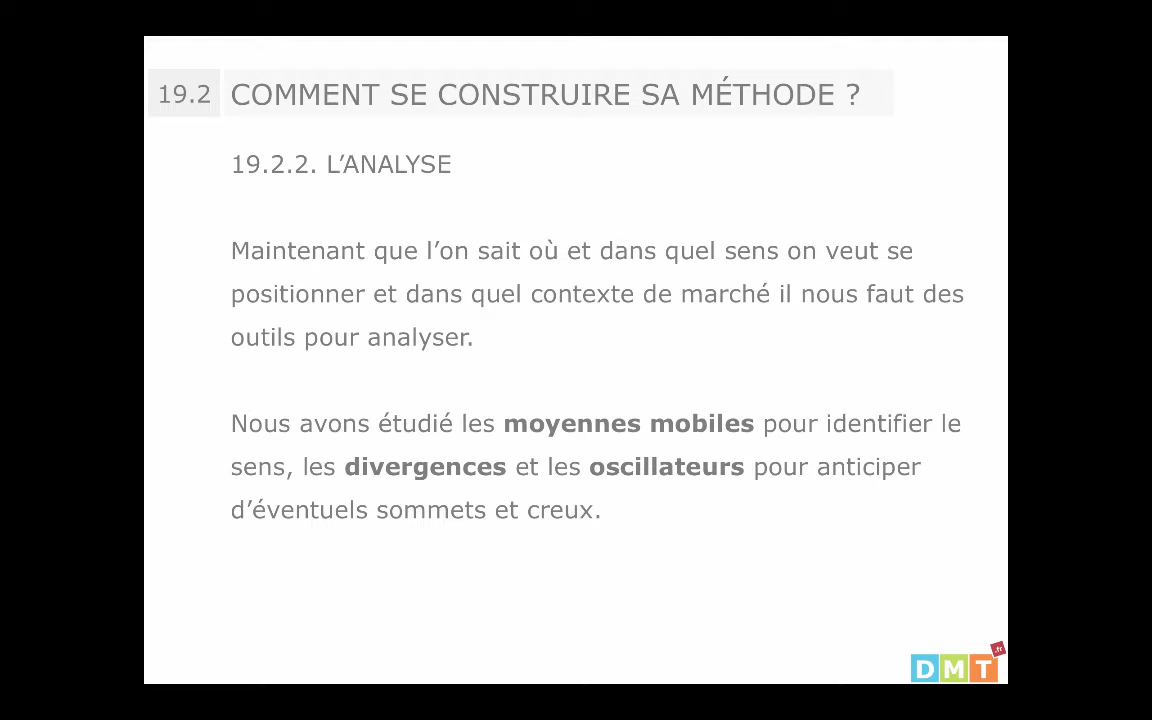 19.2 COMMENT SE CONSTRUIRE SA MÉTHODE ?
19.2.2. L’ANALYSE
Maintenant que l’on sait où et dans quel sens on veut se
positionner et dans quel contexte de marché il nous faut des
outils pour analyser.
Nous avons étudié les moyennes mobiles pour identifier le
sens, les divergences et les oscillateurs pour anticiper
d’éventuels sommets et creux.
.fr
DMT